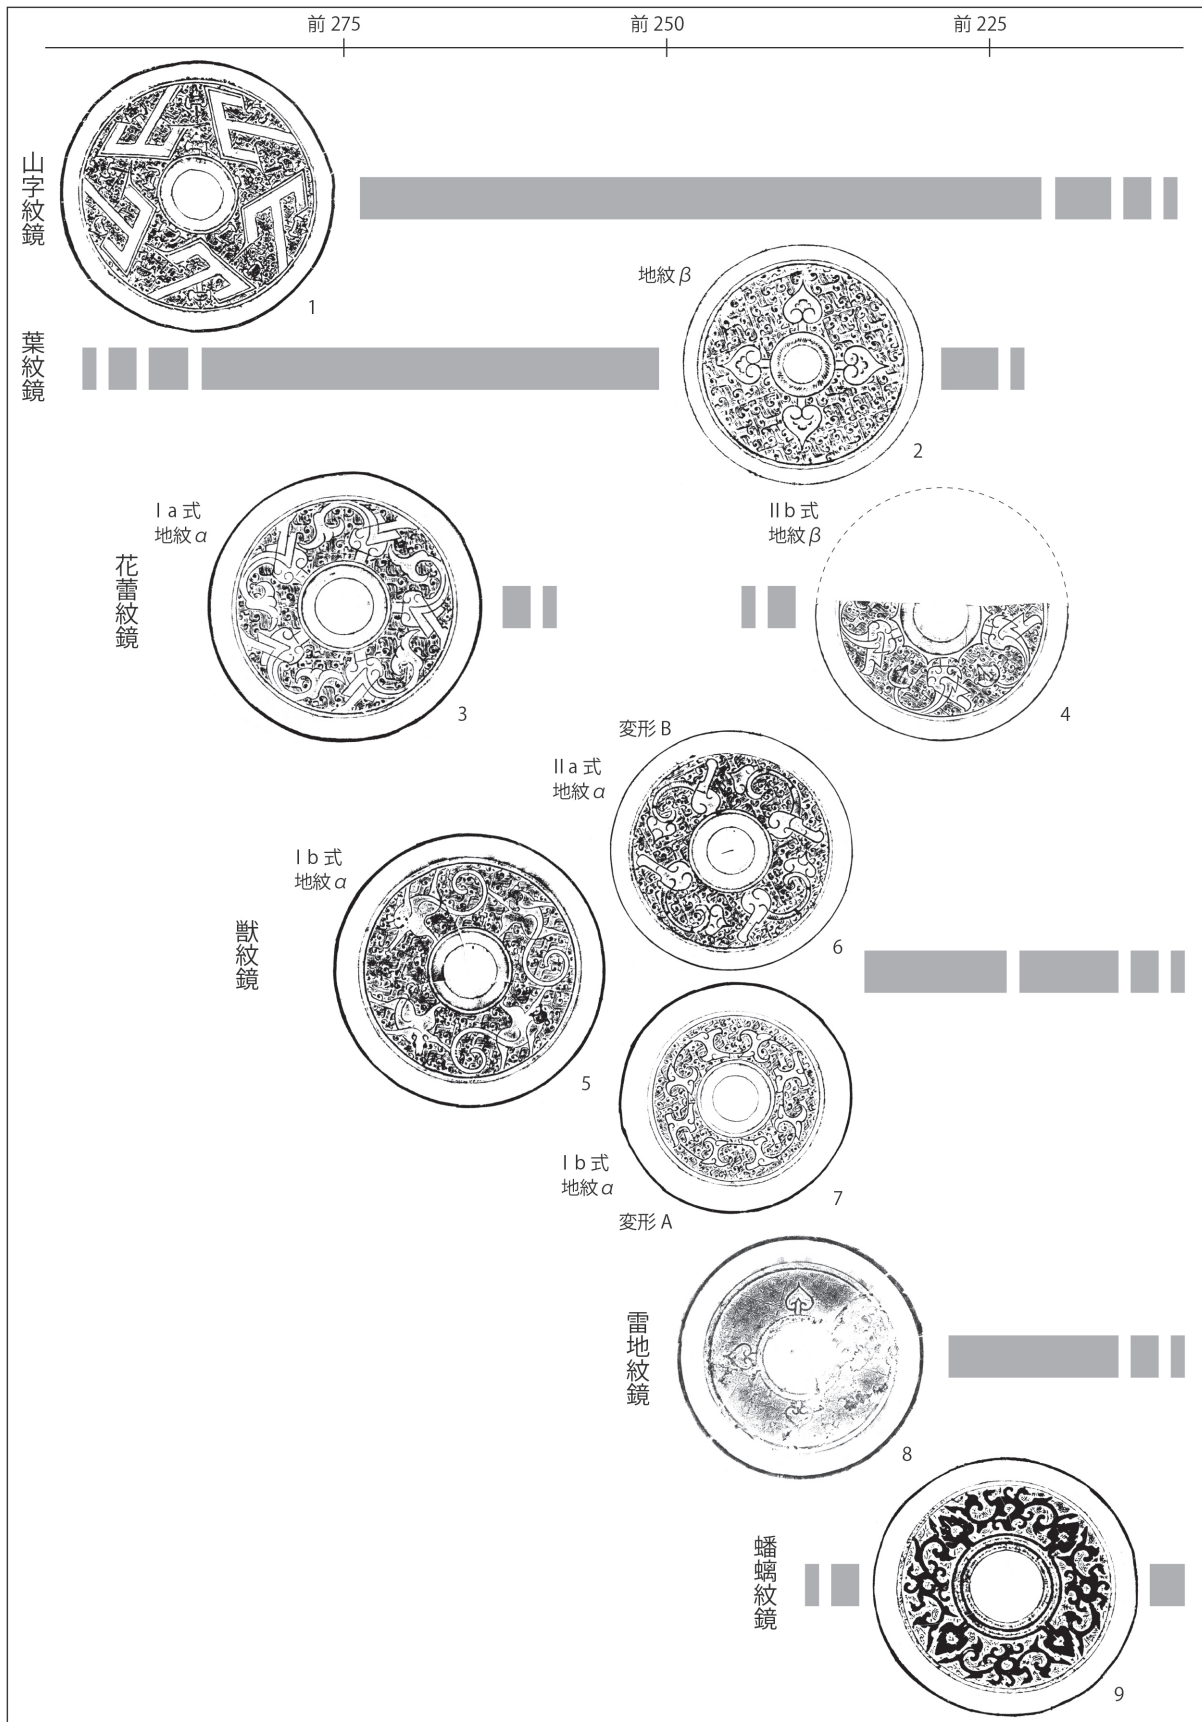 前 275
前 250
前 225
山字紋鏡
1
地紋β
葉紋鏡
2
Ⅰa 式
地紋α
花蕾紋鏡
3
Ⅱb 式
地紋β
4
変形 B
Ⅱa 式
地紋α
6
Ⅰb 式
地紋α
獣紋鏡
5
Ⅰb 式
地紋α
7
変形 A
雷地紋鏡
8
蟠螭紋鏡
9